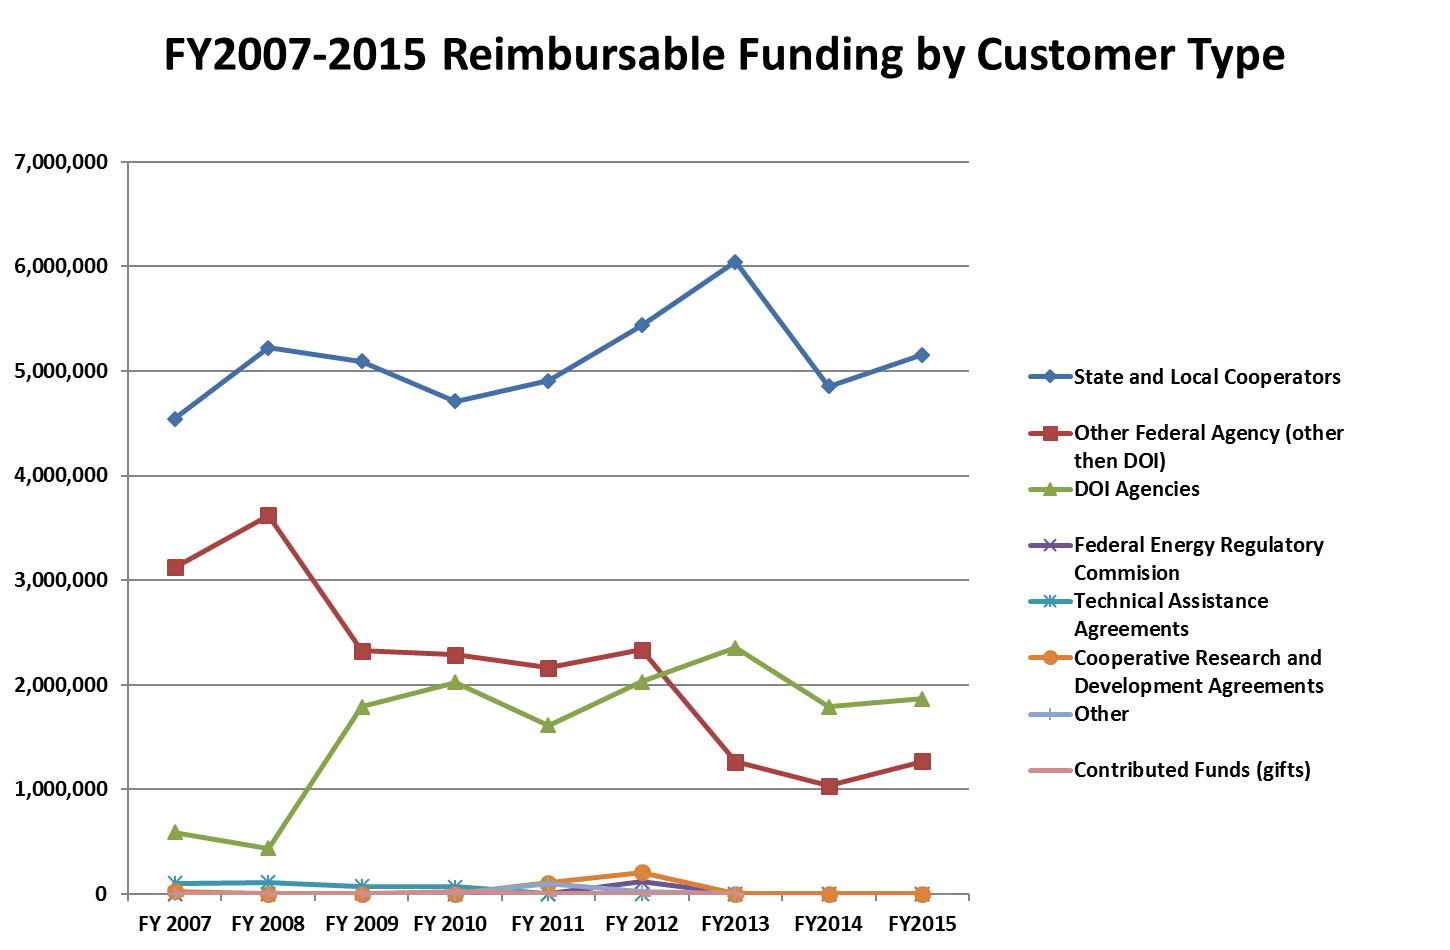 FY2007-2015 Reimbursable Funding by Customer Type
7,000,000
6,000,000
5,000,000
4,000,000
3,000,000
2,000,000
1,000,000
0
FY 2007 FY 2008 FY 2009 FY 2010 FY 2011 FY 2012 FY2013 FY2014 FY2015
State and Local Cooperators
Other Federal Agency (other
then DOI)
DOI Agencies
Federal Energy Regulatory
Commision
Technical Assistance
Agreements
Cooperative Research and
Development Agreements
Other
Contributed Funds (gifts)